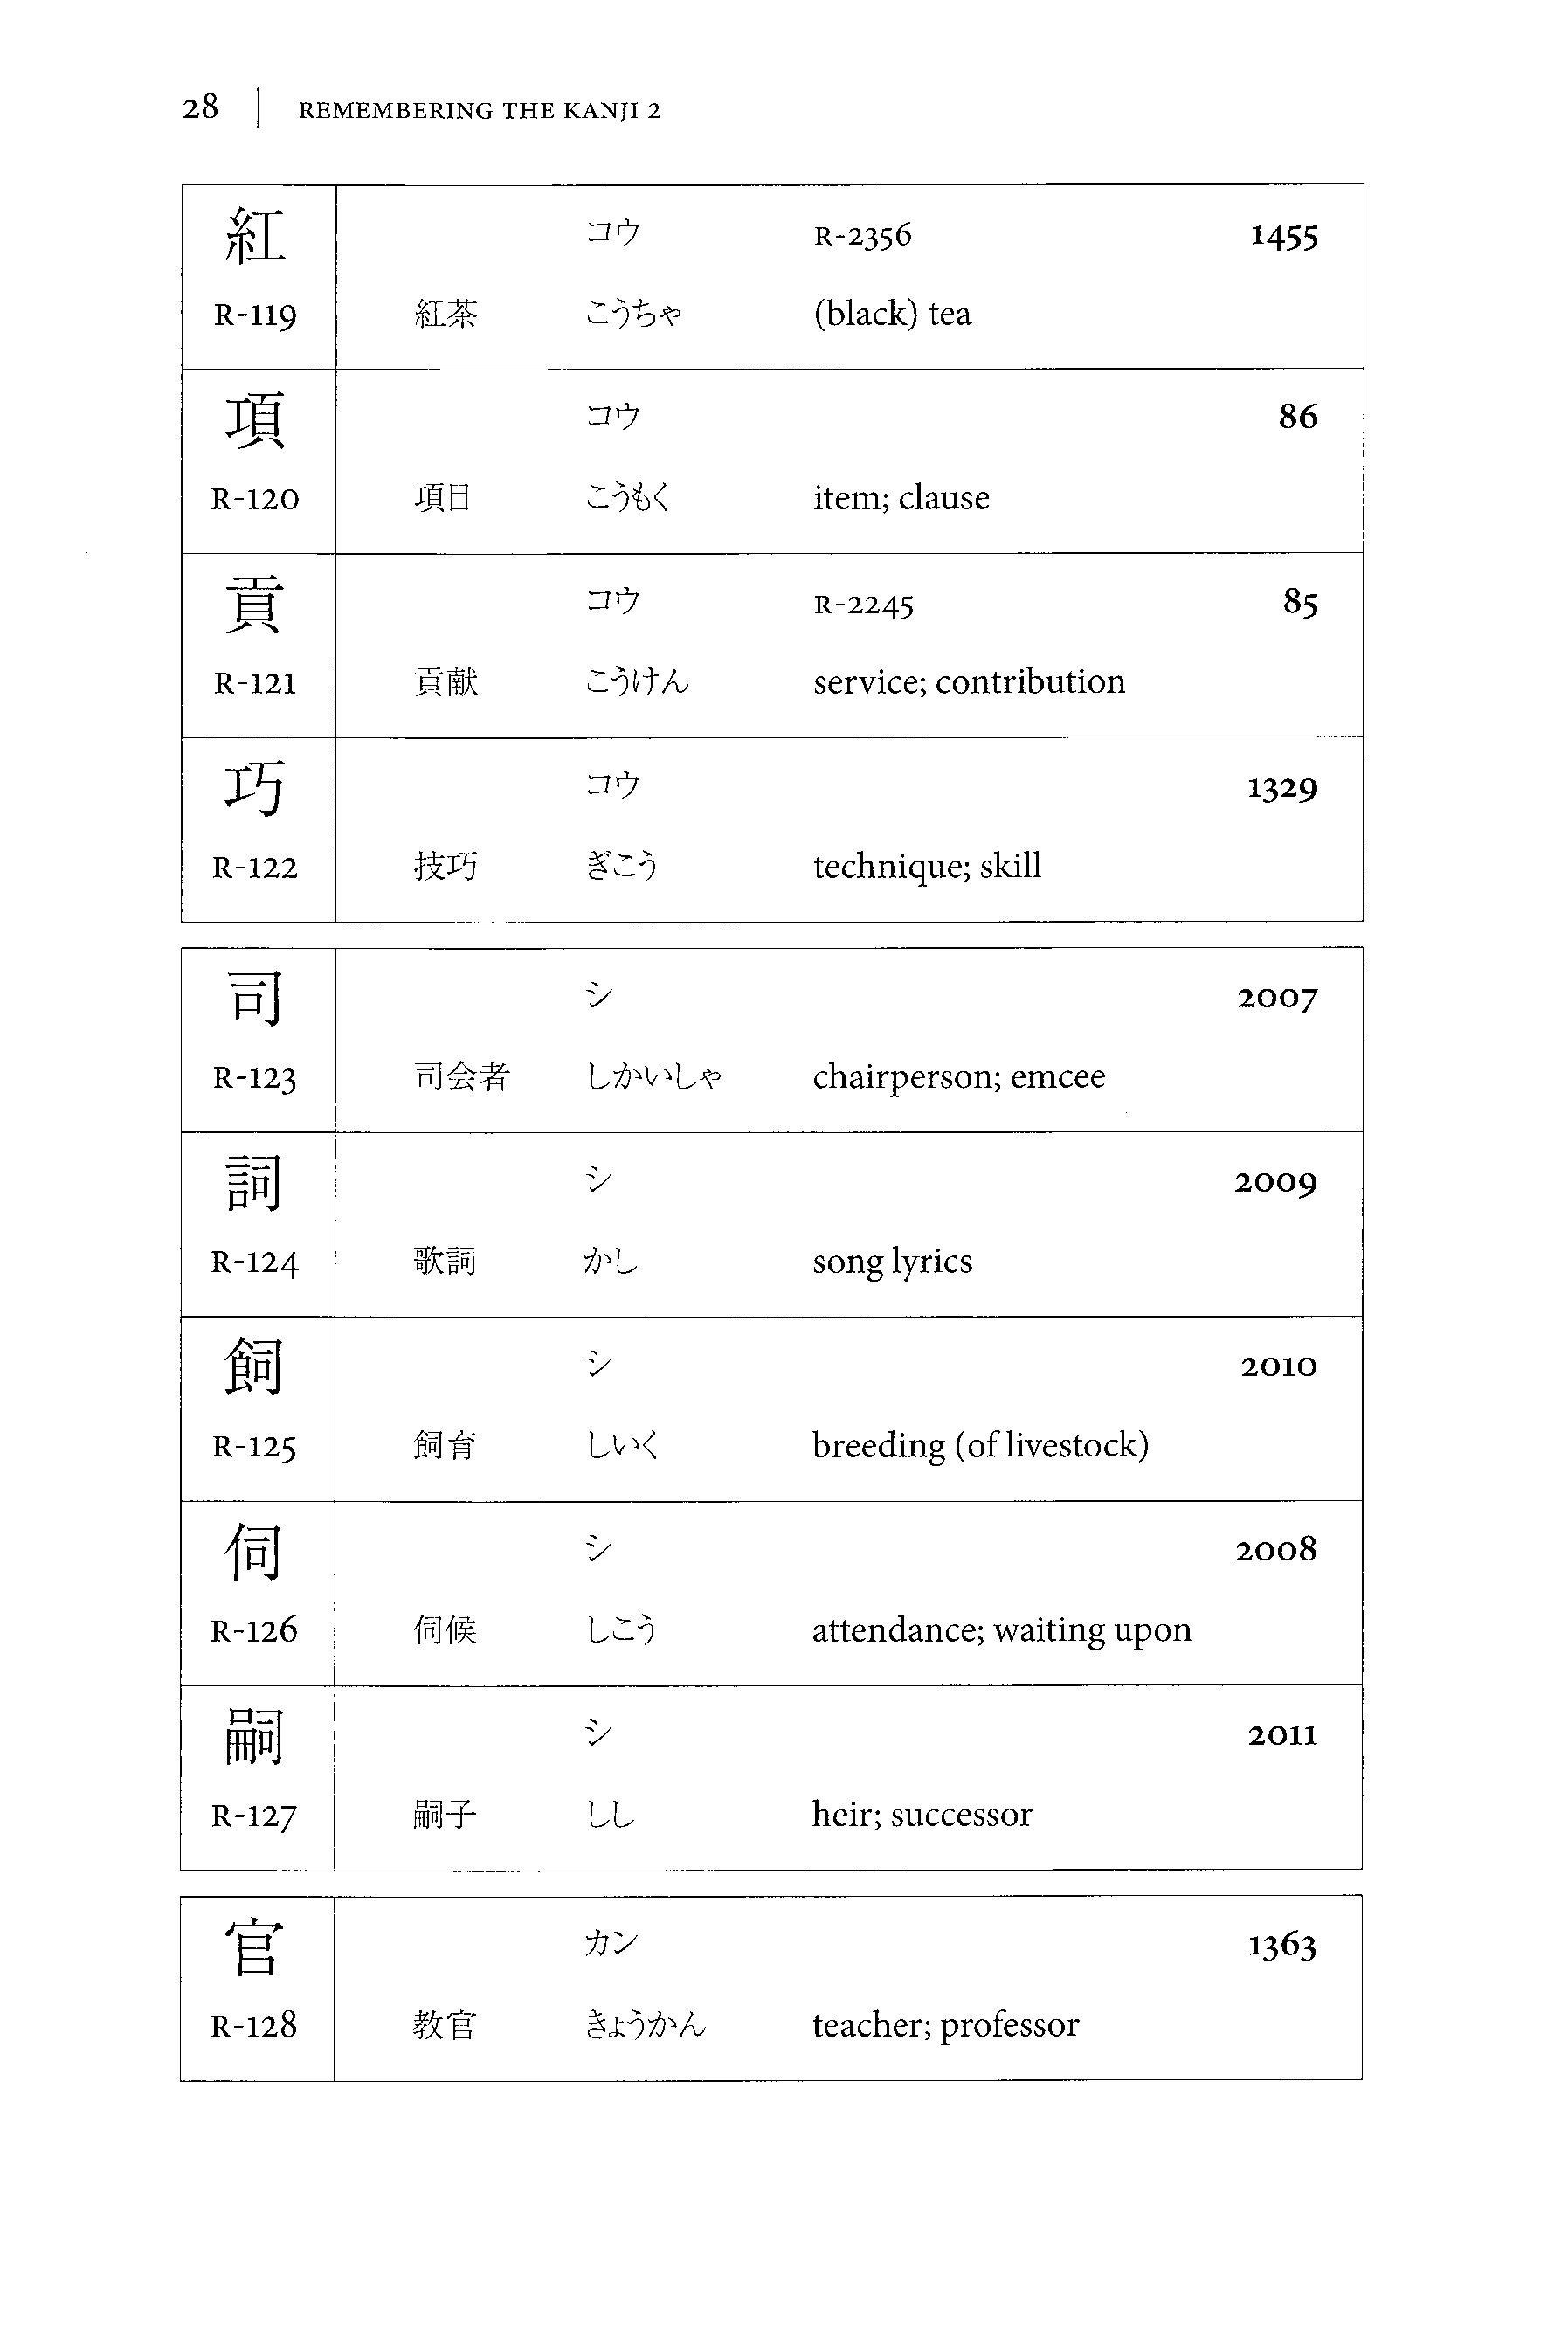 28 | REMEMBERING THE KANJI 2
紅 コウ R-2356 1455
R-119 紅茶 こうちゃ (black) tea
項 コウ 86
R-120 項目 こうもく item; clause
貢 コウ R-2245 85
R-121 貢献 こうけん service; contribution
巧 コウ 1329
R-122 技巧 ぎこう technique; skill
司 シ 2007
R-123 司会者 しかいしゃ chairperson; emcee
詞 シ 2009
R-124 歌詞 かし song lyrics
飼 シ 2010
R-125 飼育 しいく breeding (of livestock)
伺 シ 2008
R-126 伺候 しこう attendance; waiting upon
嗣 シ 2011
R-127 嗣子 しし heir; successor
官 カン 1363
R-128 教官 きょうかん teacher; professor